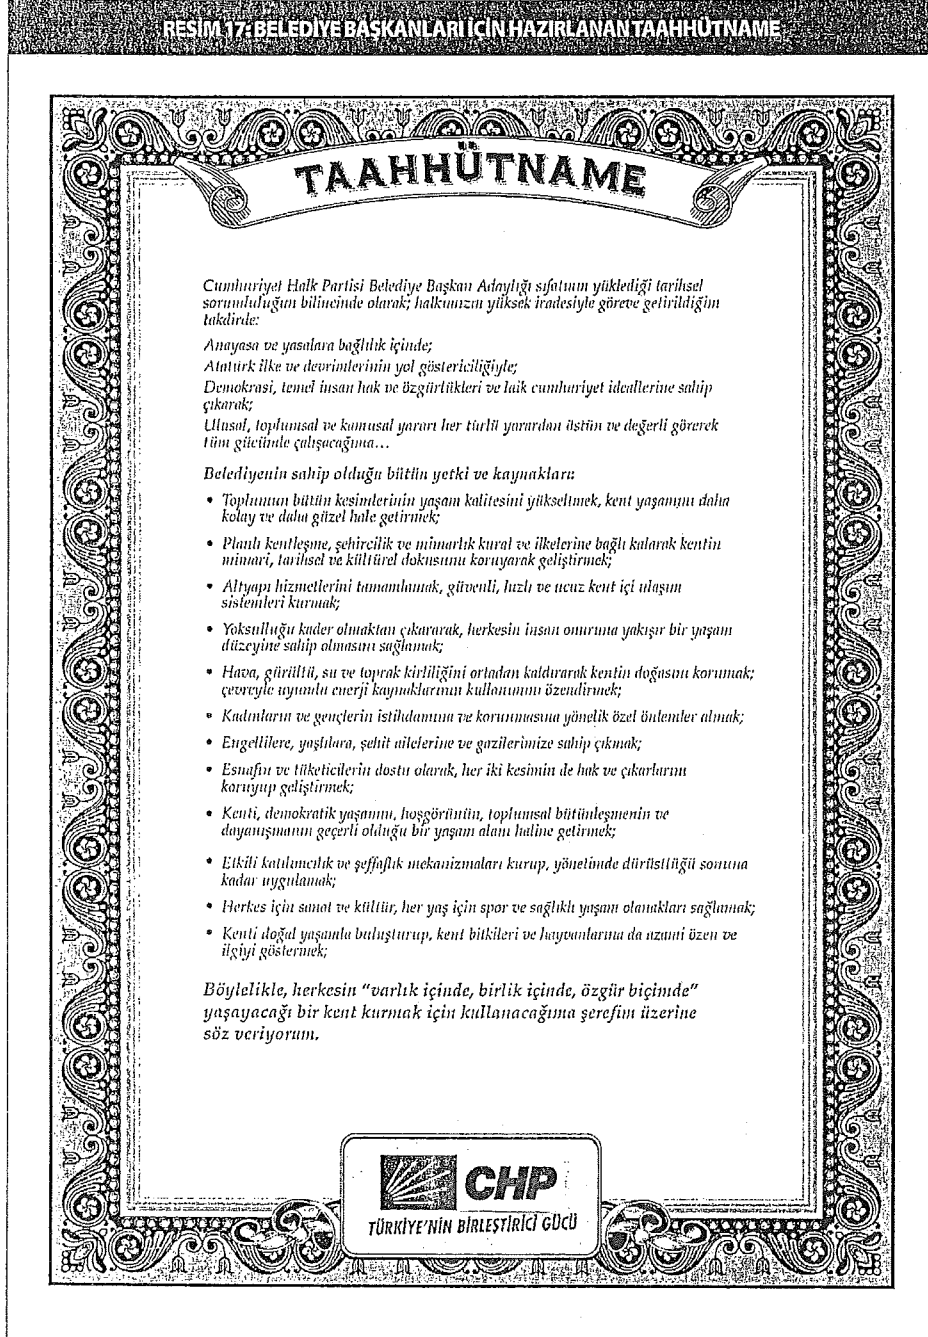 RESİM 17: BELEDİYE BAŞKANLARI İÇİN HAZIRLANAN TAAHHÜTNAME
TAAHHÜTNAME
Cumhuriyet Halk Partisi Belediye Başkan Adaylığı sıfatının yüklediği tarihsel
sorumluluğun bilincinde olarak; halkımızın yüksek iradesiyle göreve getirildiğim
takdirde:
Anayasa ve yasalara bağlılık içinde;
Atatürk ilke ve devrimlerinin yol göstericiliğiyle;
Demokrasi, temel insan hak ve özgürlükleri ve laik cumhuriyet ideallerine sahip
çıkarak;
Ulusal, toplumsal ve kamusal yararı her türlü yarardan üstün ve değerli görerek
tüm gücümle çalışacağıma...
Belediyenin sahip olduğu bütün yetki ve kaynakları:
• Toplumun bütün kesimlerinin yaşam kalitesini yükseltmek, kent yaşamını daha
kolay ve daha güzel hale getirmek;
• Planlı kentleşme, şehircilik ve mimarlık kural ve ilkelerine bağlı kalarak kentin
mimari, tarihsel ve kültürel dokusunu koruyarak geliştirmek;
• Altyapı hizmetlerini tamamlamak, güvenli, hızlı ve ucuz kent içi ulaşım
sistemleri kurmak;
• Yoksulluğu kader olmaktan çıkararak, herkesin insan onuruna yakışır bir yaşam
düzeyine sahip olmasını sağlamak;
• Hava, gürültü, su ve toprak kirliliğini ortadan kaldırarak kentin doğasını korumak;
çevreyle uyumlu enerji kaynaklarının kullanımını özendirmek;
• Kadınların ve gençlerin istihdamına ve korunmasına yönelik özel önlemler almak;
• Engellilere, yaşlılara, şehit ailelerine ve gazilerimize sahip çıkmak;
• Esnafın ve tüketicilerin dostu olarak, her iki kesimin de hak ve çıkarlarını
koruyup geliştirmek;
• Kenti, demokratik yaşamın, hoşgörünün, toplumsal bütünleşmenin ve
dayanışmanın geçerli olduğu bir yaşam alanı haline getirmek;
• Etkili katılımcılık ve şeffaflık mekanizmaları kurup, yönetimde dürüstlüğü sonuna
kadar uygulamak;
• Herkes için sanat ve kültür, her yaş için spor ve sağlıklı yaşam olanakları sağlamak;
• Kenti doğal yaşamla buluşturup, kent bitkileri ve hayvanlarına da azami özen ve
ilgiyi göstermek;
Böylelikle, herkesin “varlık içinde, birlik içinde, özgür biçimde”
yaşayacağı bir kent kurmak için kullanacağıma şerefim üzerine
söz veriyorum.
CHP
TÜRKİYE'NİN BİRLEŞTİRİCİ GÜCÜ